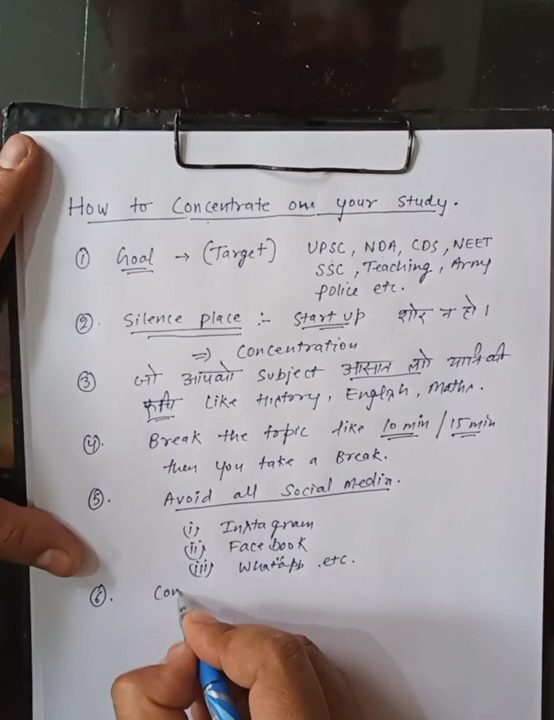 How to Concentrate on your Study.
① Goal → (Target) UPSC, NDA, CDS, NEET
SSC, Teaching, Army
police etc.
②. Silence place :- Start up शोर न हो।
⇒ Concentration
③ जो आपको subject आसान लगे यानि की
रूचि Like History, English, Maths.
④. Break the topic like 10 min / 15 min
then you take a Break.
⑤. Avoid all Social media.
(i) Instagram
(ii) Facebook
(iii) Whatapp .etc.
⑥. Con